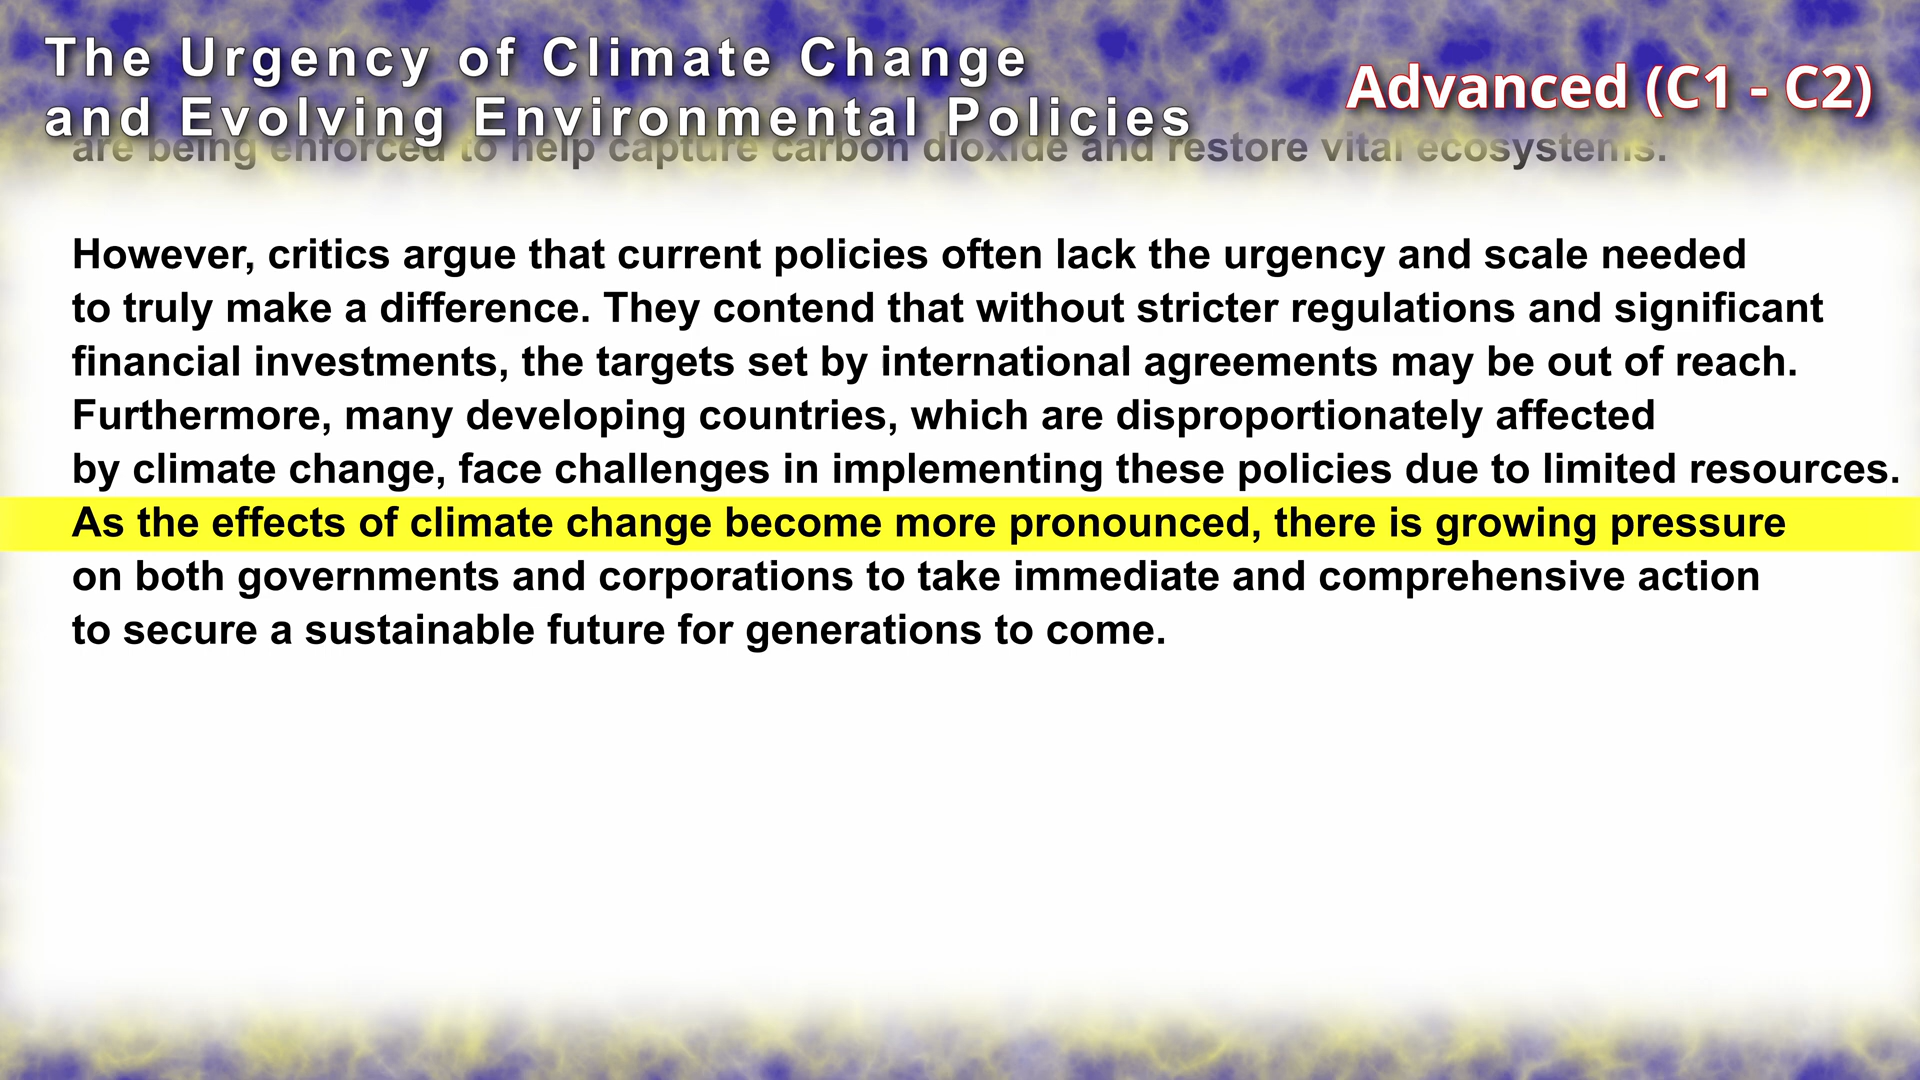 The Urgency of Climate Change
and Evolving Environmental Policies
Advanced (C1 - C2)
are being enforced to help capture carbon dioxide and restore vital ecosystems.
However, critics argue that current policies often lack the urgency and scale needed
to truly make a difference. They contend that without stricter regulations and significant
financial investments, the targets set by international agreements may be out of reach.
Furthermore, many developing countries, which are disproportionately affected
by climate change, face challenges in implementing these policies due to limited resources.
As the effects of climate change become more pronounced, there is growing pressure
on both governments and corporations to take immediate and comprehensive action
to secure a sustainable future for generations to come.